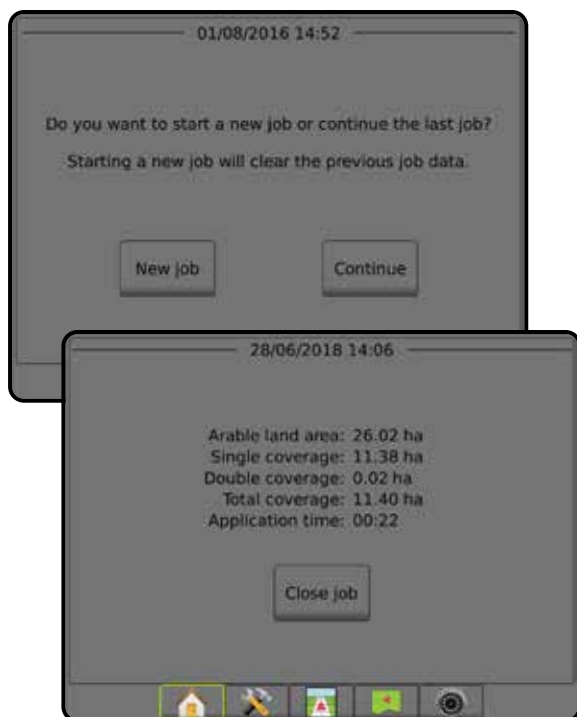 01/08/2016 14:52
Do you want to start a new job or continue the last job?
Starting a new job will clear the previous job data.
New job
Continue
28/06/2018 14:06
Arable land area: 26.02 ha
Single coverage: 11.38 ha
Double coverage: 0.02 ha
Total coverage: 11.40 ha
Application time: 00:22
Close job